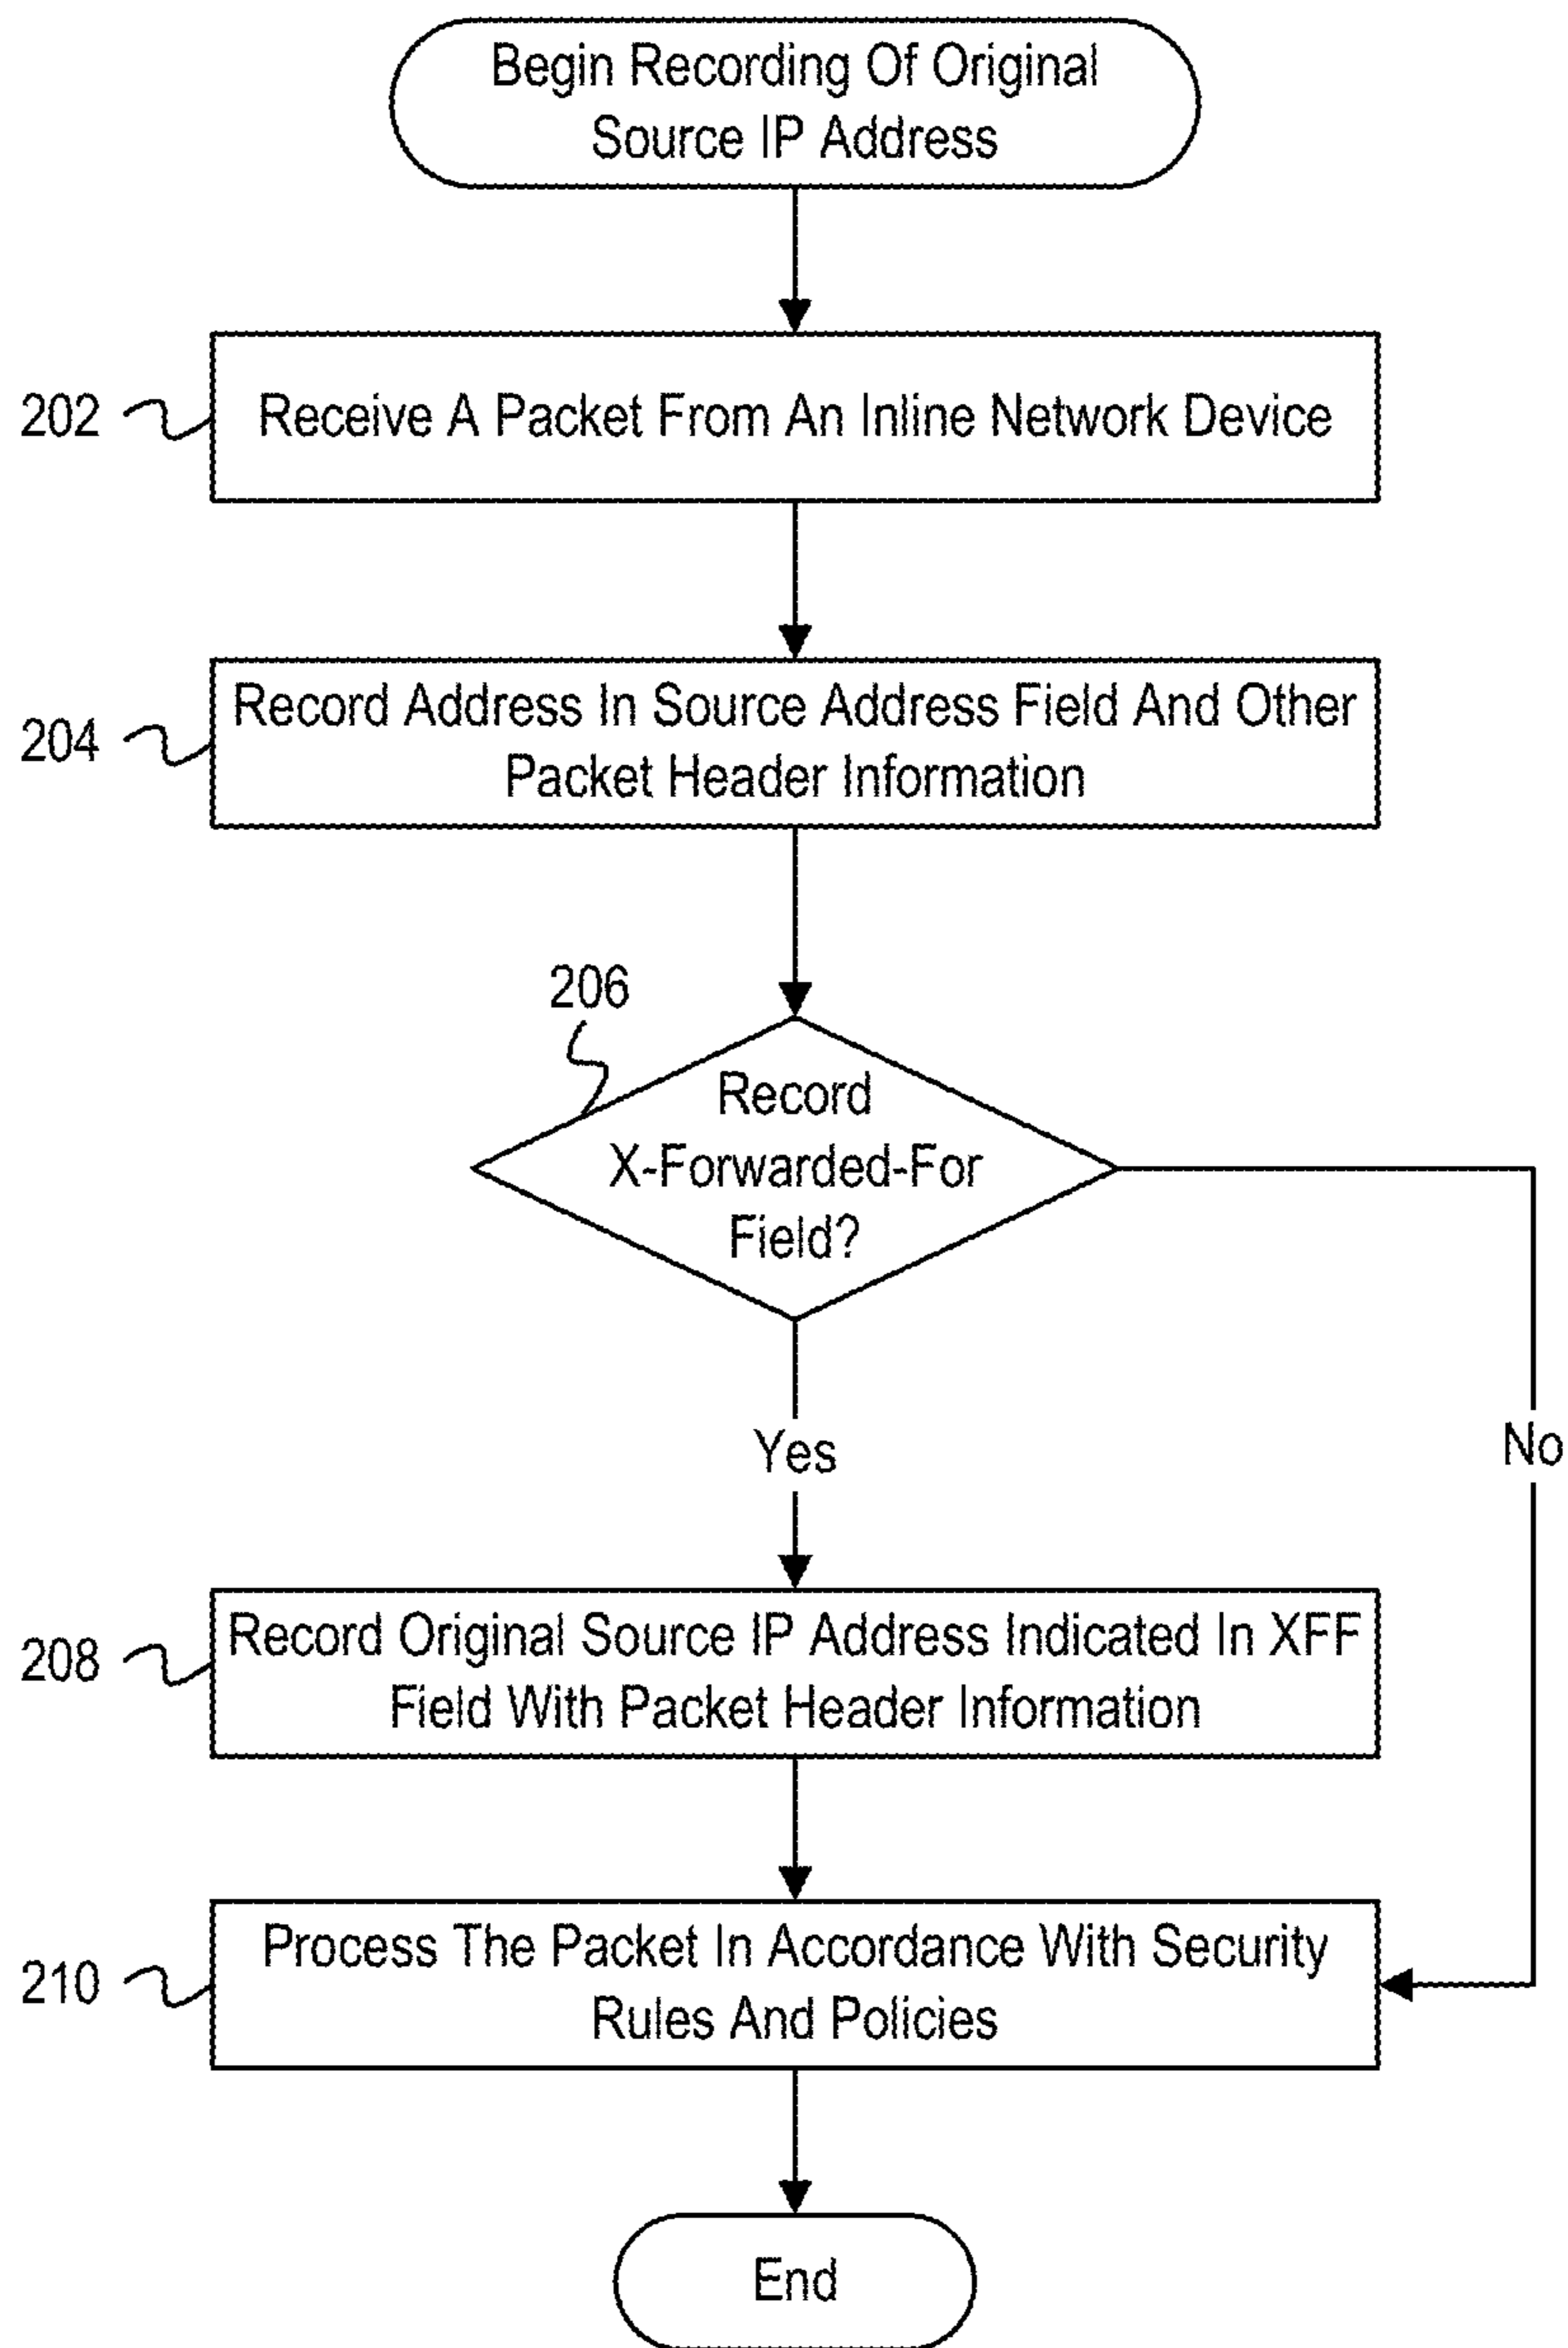 Begin Recording Of Original
Source IP Address
202
Receive A Packet From An Inline Network Device
204
Record Address In Source Address Field And Other
Packet Header Information
206
Record
X-Forwarded-For
Field?
Yes
No
208
Record Original Source IP Address Indicated In XFF
Field With Packet Header Information
210
Process The Packet In Accordance With Security
Rules And Policies
End